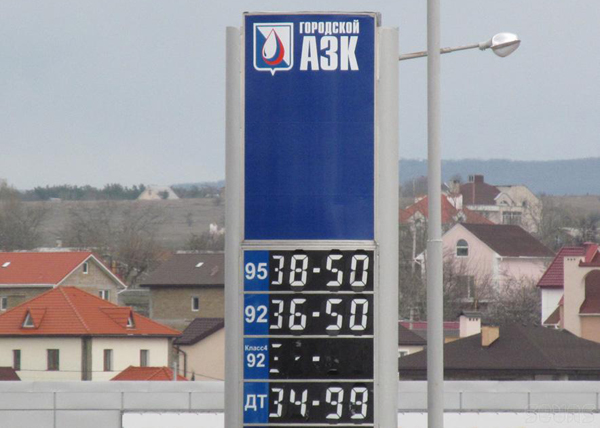 ГОРОДСКОЙ
АЗК
95 38-50
92 36-50
Класс4
92
ДТ 34-99